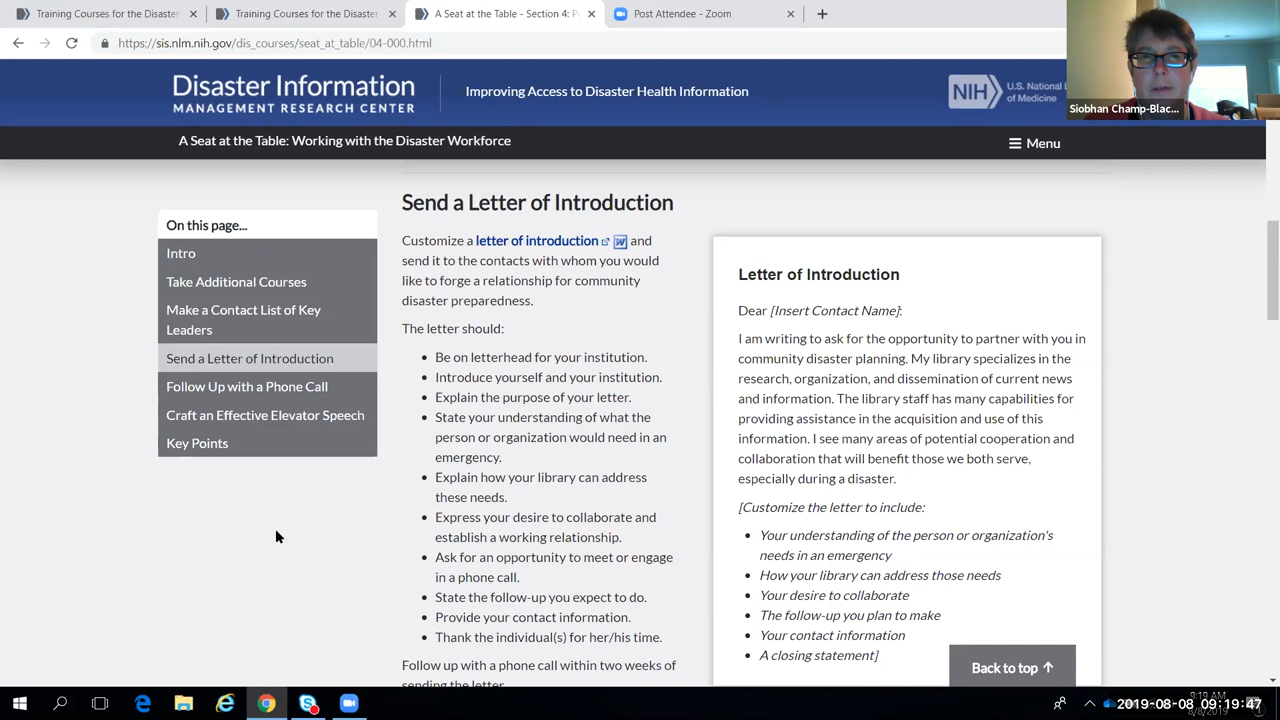 Training Courses for the Disaster
Training Courses for the Disaster
A Seat at the Table - Section 4:
Post Attendee - Zoom
https://sis.nlm.nih.gov/dis_courses/seat_at_table/04-000.html
Disaster Information
MANAGEMENT RESEARCH CENTER
Improving Access to Disaster Health Information
NIH
U.S. National
of Medicine
Siobhan Champ-Blac...
A Seat at the Table: Working with the Disaster Workforce
Menu
On this page...
Intro
Take Additional Courses
Make a Contact List of Key
Leaders
Send a Letter of Introduction
Follow Up with a Phone Call
Craft an Effective Elevator Speech
Key Points
Send a Letter of Introduction
Customize a letter of introduction and
send it to the contacts with whom you would
like to forge a relationship for community
disaster preparedness.
The letter should:
• Be on letterhead for your institution.
• Introduce yourself and your institution.
• Explain the purpose of your letter.
• State your understanding of what the
person or organization would need in an
emergency.
• Explain how your library can address
these needs.
• Express your desire to collaborate and
establish a working relationship.
• Ask for an opportunity to meet or engage
in a phone call.
• State the follow-up you expect to do.
• Provide your contact information.
• Thank the individual(s) for her/his time.
Follow up with a phone call within two weeks of
sending the letter.
Letter of Introduction
Dear [Insert Contact Name]:
I am writing to ask for the opportunity to partner with you in
community disaster planning. My library specializes in the
research, organization, and dissemination of current news
and information. The library staff has many capabilities for
providing assistance in the acquisition and use of this
information. I see many areas of potential cooperation and
collaboration that will benefit those we both serve,
especially during a disaster.
[Customize the letter to include:
• Your understanding of the person or organization's
needs in an emergency
• How your library can address those needs
• Your desire to collaborate
• The follow-up you plan to make
• Your contact information
• A closing statement]
Back to top
9:19 AM
2019-08-08 09:19:47
8/8/2019